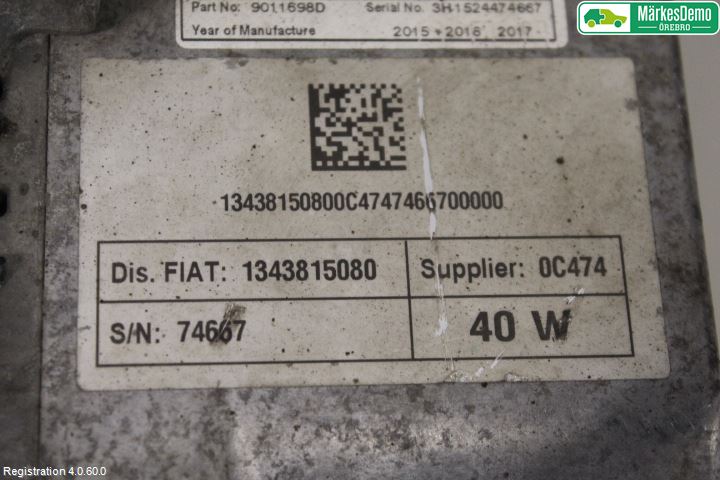 Part No: 9011698D Serial No. 3H1524474667
Year of Manufacture 2015 • 2016 2017 •
MärkesDemo
ÖREBRO
13438150800C4747466700000
Dis. FIAT: 1343815080 Supplier: 0C474
S/N: 74667 40 W
Registration 4.0.60.0